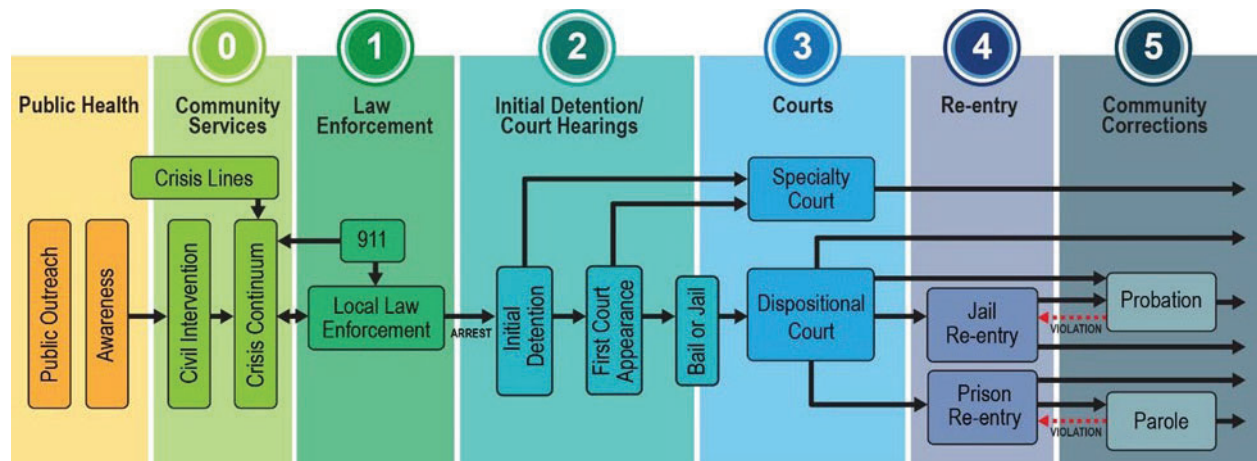 0
1
2
3
4
5
Public Health
Community
Services
Law
Enforcement
Initial Detention/
Court Hearings
Courts
Re-entry
Community
Corrections
Crisis Lines
Public Outreach
Awareness
Civil Intervention
Crisis Continuum
911
Local Law
Enforcement
ARREST
Initial
Detention
First Court
Appearance
Bail or Jail
Specialty
Court
Dispositional
Court
Jail
Re-entry
Prison
Re-entry
VIOLATION
Probation
VIOLATION
Parole